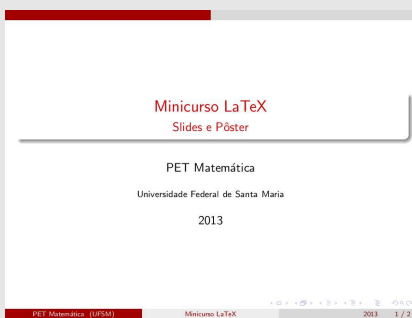 Minicurso LaTeX
Slides e Pôster
PET Matemática
Universidade Federal de Santa Maria
2013
PET Matemática (UFSM) Minicurso LaTeX 2013 1 / 2